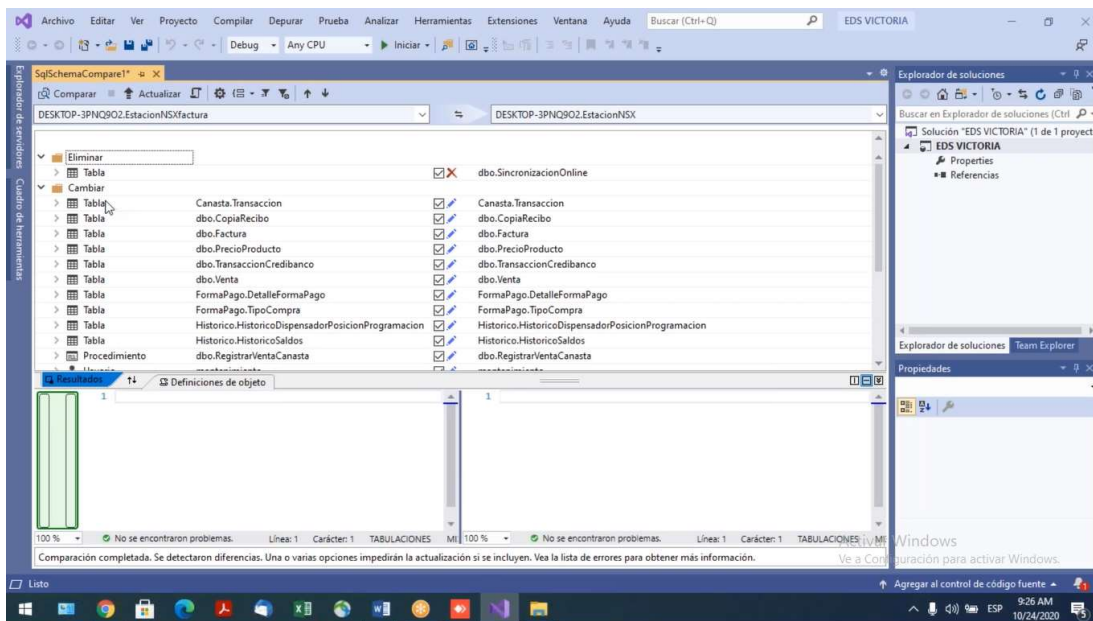 Archivo Editar Ver Proyecto Compilar Depurar Prueba Analizar Herramientas Extensiones Ventana Ayuda Buscar (Ctrl+Q) EDS VICTORIA
Debug Any CPU Iniciar
Explorador de servidores
Cuadro de herramientas
SqlSchemaCompare1*
Comparar Actualizar
DESKTOP-3PNQ9O2.EstacionNSXfactura DESKTOP-3PNQ9O2.EstacionNSX
Eliminar
Tabla dbo.SincronizacionOnline
Cambiar
Tabla Canasta.Transaccion Canasta.Transaccion
Tabla dbo.CopiaRecibo dbo.CopiaRecibo
Tabla dbo.Factura dbo.Factura
Tabla dbo.PrecioProducto dbo.PrecioProducto
Tabla dbo.TransaccionCredibanco dbo.TransaccionCredibanco
Tabla dbo.Venta dbo.Venta
Tabla FormaPago.DetalleFormaPago FormaPago.DetalleFormaPago
Tabla FormaPago.TipoCompra FormaPago.TipoCompra
Tabla Historico.HistoricoDispensadorPosicionProgramacion Historico.HistoricoDispensadorPosicionProgramacion
Tabla Historico.HistoricoSaldos Historico.HistoricoSaldos
Procedimiento dbo.RegistrarVentaCanasta dbo.RegistrarVentaCanasta
Resultados Definiciones de objeto
1 1
100 % No se encontraron problemas. Línea: 1 Carácter: 1 TABULACIONES 100 % No se encontraron problemas. Línea: 1 Carácter: 1 TABULACIONES
Comparación completada. Se detectaron diferencias. Una o varias opciones impedirán la actualización si se incluyen. Vea la lista de errores para obtener más información.
Explorador de soluciones
Buscar en Explorador de soluciones (Ctrl
Solución "EDS VICTORIA" (1 de 1 proyect
EDS VICTORIA
Properties
Referencias
Explorador de soluciones Team Explorer
Propiedades
Activar Windows
Ve a Configuración para activar Windows.
Listo Agregar al control de código fuente
ESP 9:26 AM
10/24/2020